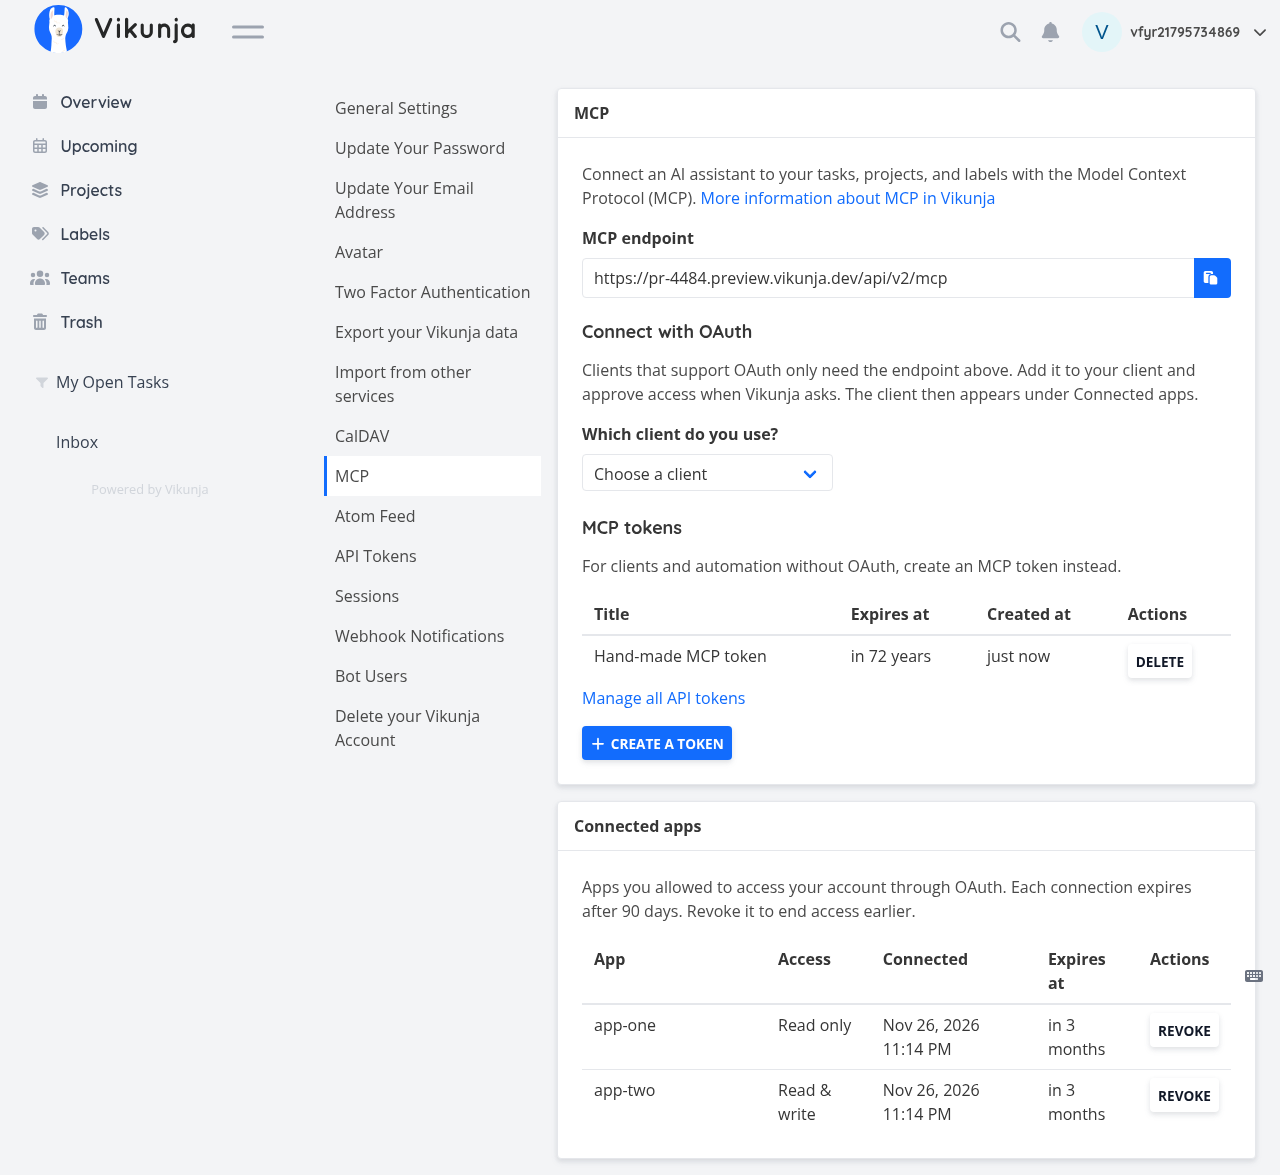 Vikunja
V
vfyr21795734869
Overview
Upcoming
Projects
Labels
Teams
Trash
My Open Tasks
Inbox
Powered by Vikunja
General Settings
Update Your Password
Update Your Email
Address
Avatar
Two Factor Authentication
Export your Vikunja data
Import from other
services
CalDAV
MCP
Atom Feed
API Tokens
Sessions
Webhook Notifications
Bot Users
Delete your Vikunja
Account
MCP
Connect an AI assistant to your tasks, projects, and labels with the Model Context
Protocol (MCP). More information about MCP in Vikunja
MCP endpoint
https://pr-4484.preview.vikunja.dev/api/v2/mcp
Connect with OAuth
Clients that support OAuth only need the endpoint above. Add it to your client and
approve access when Vikunja asks. The client then appears under Connected apps.
Which client do you use?
Choose a client
MCP tokens
For clients and automation without OAuth, create an MCP token instead.
Title Expires at Created at Actions
Hand-made MCP token in 72 years just now DELETE
Manage all API tokens
+ CREATE A TOKEN
Connected apps
Apps you allowed to access your account through OAuth. Each connection expires
after 90 days. Revoke it to end access earlier.
App Access Connected Expires at Actions
app-one Read only Nov 26, 2026 11:14 PM in 3 months REVOKE
app-two Read & write Nov 26, 2026 11:14 PM in 3 months REVOKE